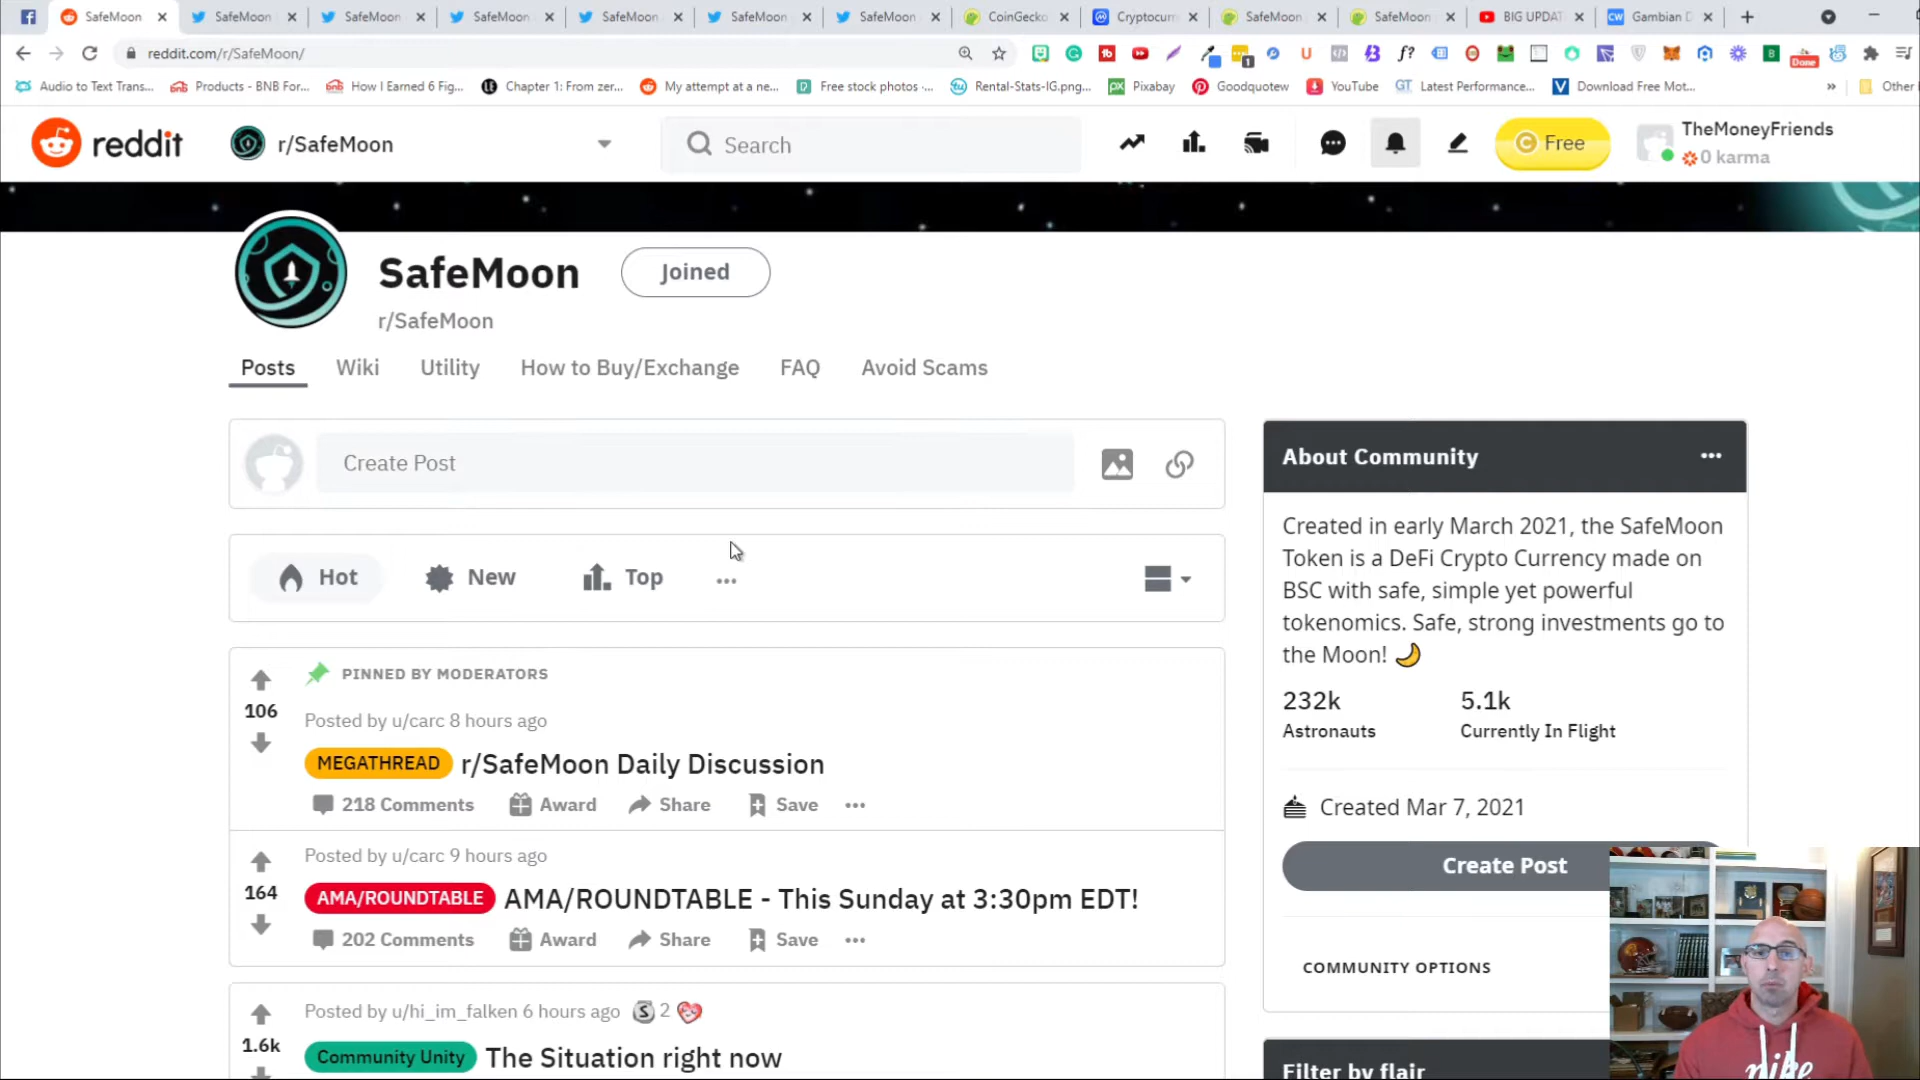 SafeMoon
SafeMoon
SafeMoon
SafeMoon
SafeMoon
SafeMoon
SafeMoon
CoinGecko
Cryptocurr
SafeMoon
SafeMoon
BIG UPDAT
CW Gambian D
reddit.com/r/SafeMoon/
Done
Audio to Text Trans...
Products - BNB For...
How I Earned 6 Fig...
Chapter 1: From zer...
My attempt at a ne...
Free stock photos -...
Rental-Stats-IG.png...
Pixabay
Goodquotew
YouTube
GT Latest Performance...
Download Free Mot...
Other
reddit
r/SafeMoon
Search
Free
TheMoneyFriends
0 karma
SafeMoon
Joined
r/SafeMoon
Posts
Wiki
Utility
How to Buy/Exchange
FAQ
Avoid Scams
Create Post
Hot
New
Top
106
PINNED BY MODERATORS
Posted by u/carc 8 hours ago
MEGATHREAD r/SafeMoon Daily Discussion
218 Comments
Award
Share
Save
164
Posted by u/carc 9 hours ago
AMA/ROUNDTABLE AMA/ROUNDTABLE - This Sunday at 3:30pm EDT!
202 Comments
Award
Share
Save
1.6k
Posted by u/hi_im_falken 6 hours ago S 2
Community Unity The Situation right now
About Community
Created in early March 2021, the SafeMoon
Token is a DeFi Crypto Currency made on
BSC with safe, simple yet powerful
tokenomics. Safe, strong investments go to
the Moon! 🌙
232k
Astronauts
5.1k
Currently In Flight
Created Mar 7, 2021
Create Post
COMMUNITY OPTIONS
Filter by flair
nike